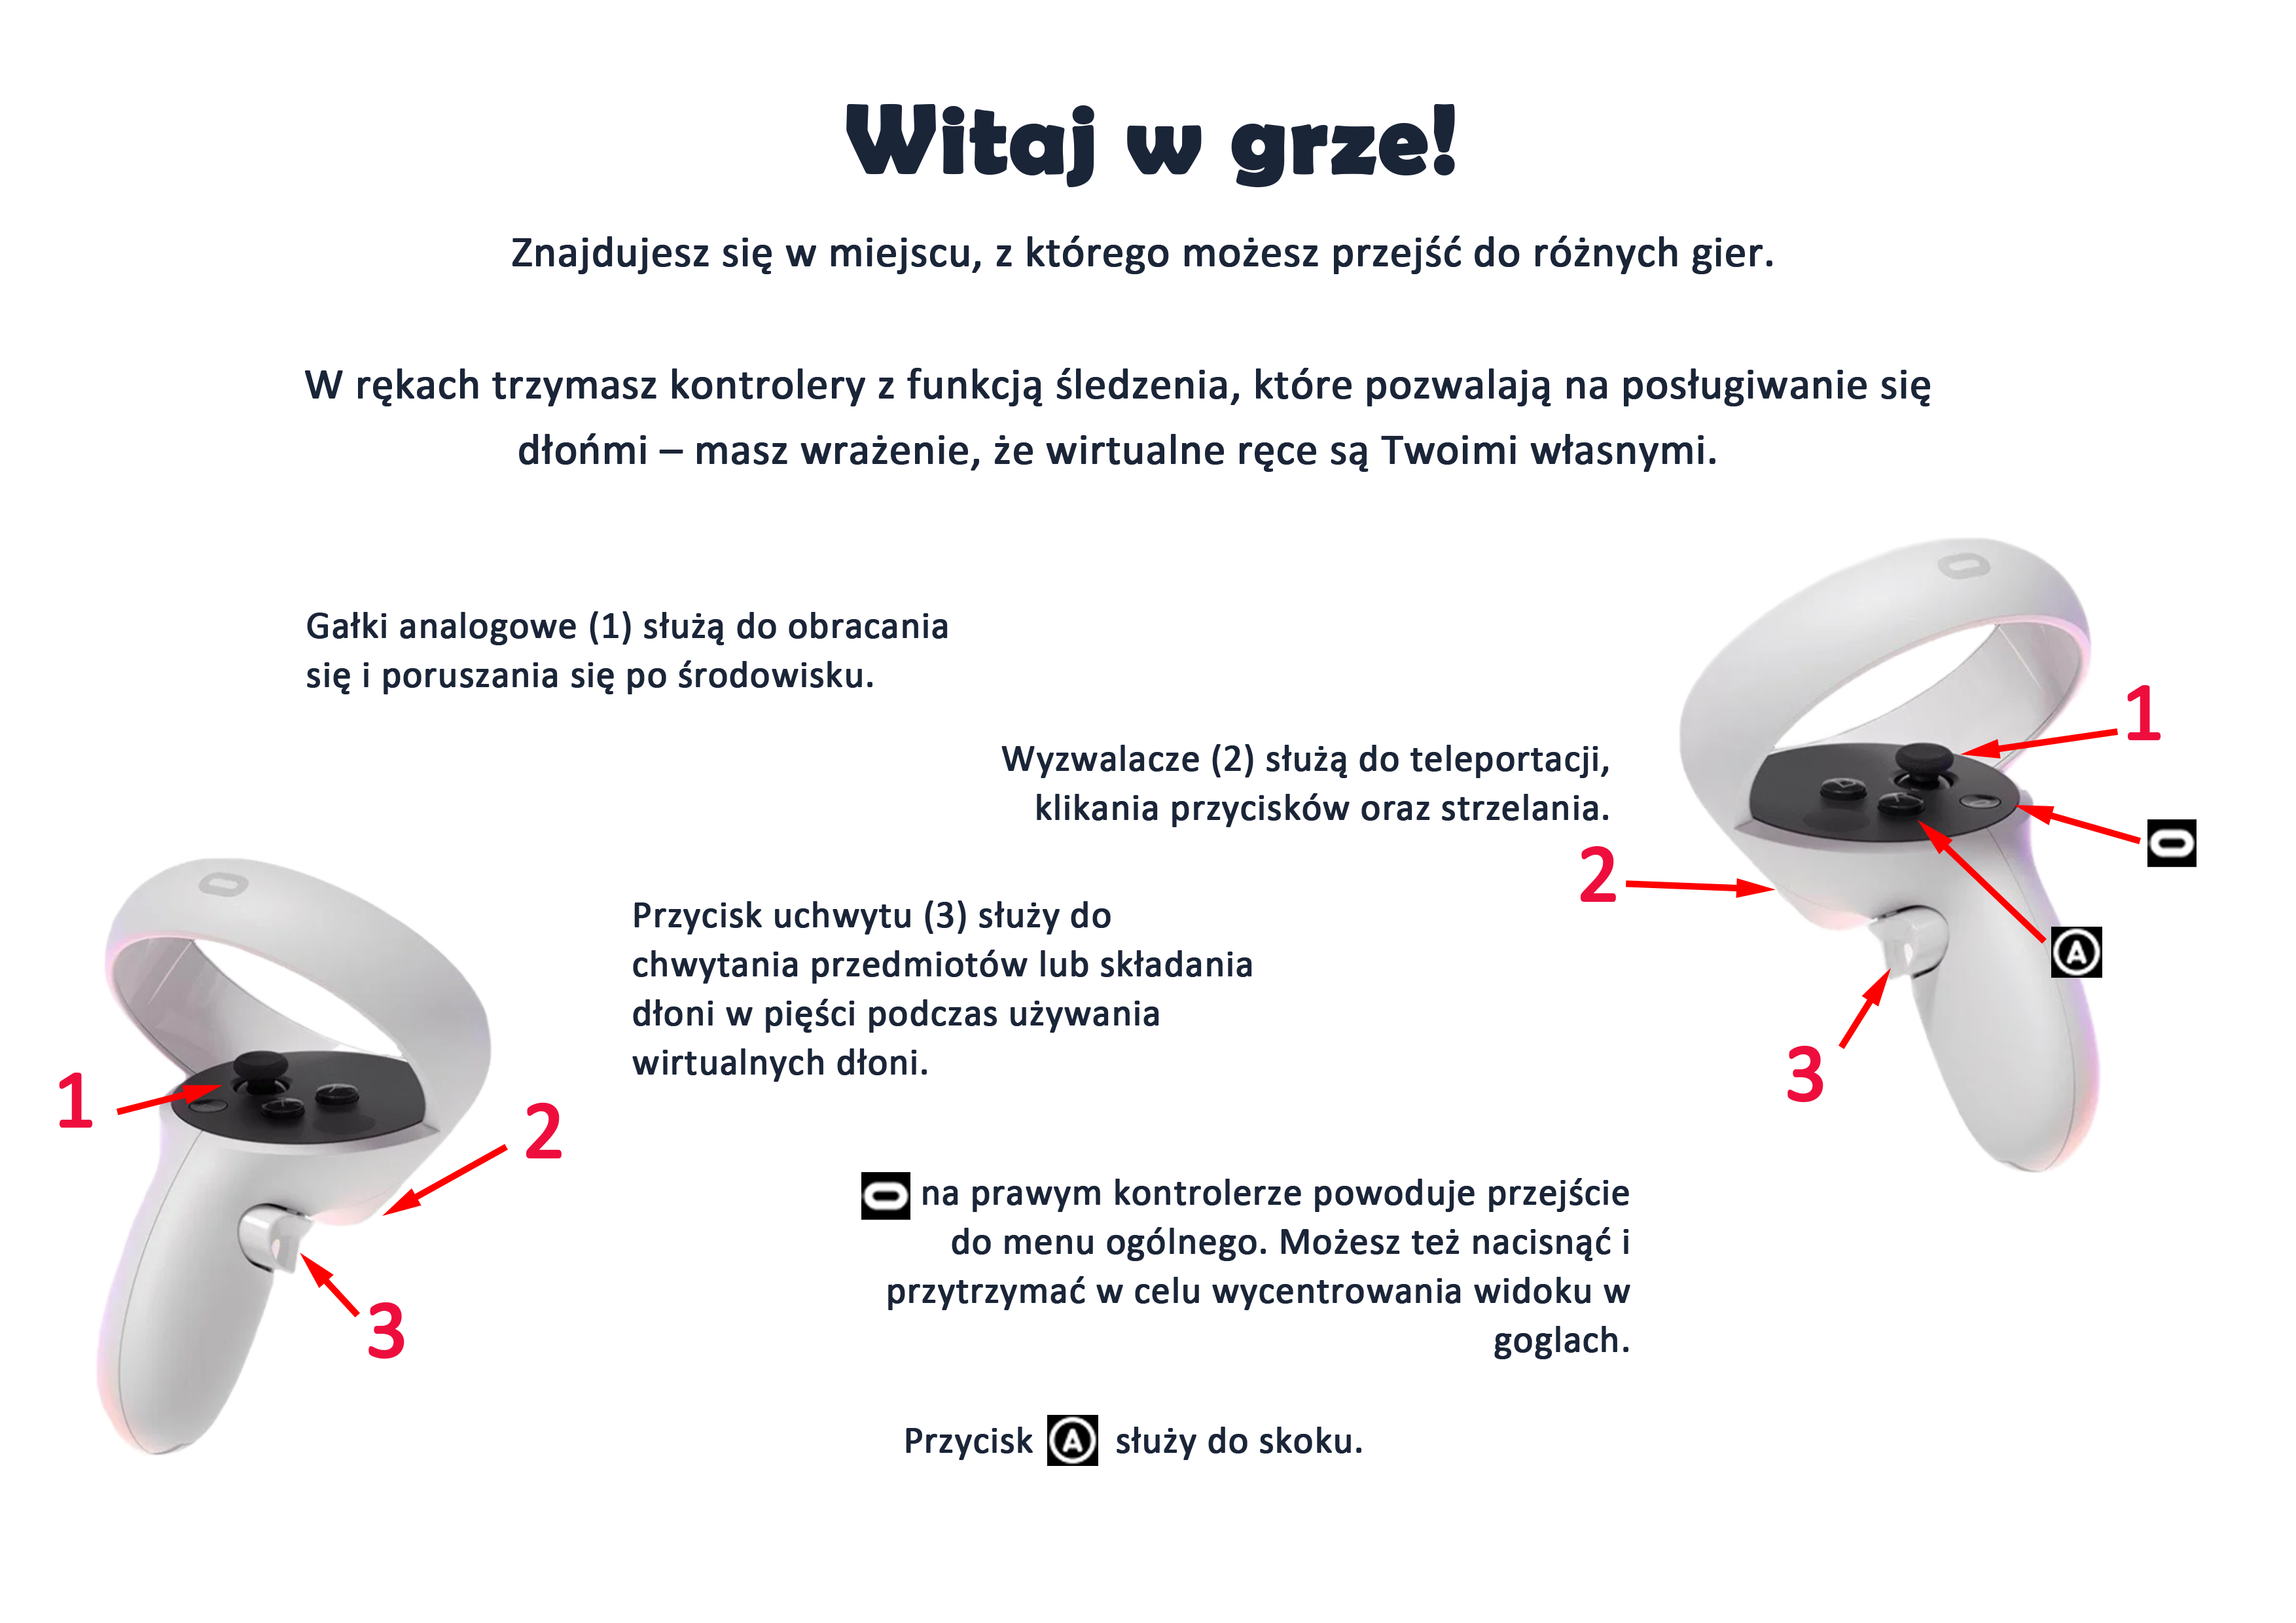 Witaj w grze!
Znajdujesz się w miejscu, z którego możesz przejść do różnych gier.
W rękach trzymasz kontrolery z funkcją śledzenia, które pozwalają na posługiwanie się
dłońmi – masz wrażenie, że wirtualne ręce są Twoimi własnymi.
Gałki analogowe (1) służą do obracania
się i poruszania się po środowisku.
Wyzwalacze (2) służą do teleportacji,
klikania przycisków oraz strzelania.
Przycisk uchwytu (3) służy do
chwytania przedmiotów lub składania
dłoni w pięści podczas używania
wirtualnych dłoni.
na prawym kontrolerze powoduje przejście
do menu ogólnego. Możesz też nacisnąć i
przytrzymać w celu wycentrowania widoku w
goglach.
Przycisk A służy do skoku.
1
2
3
A
1
2
3